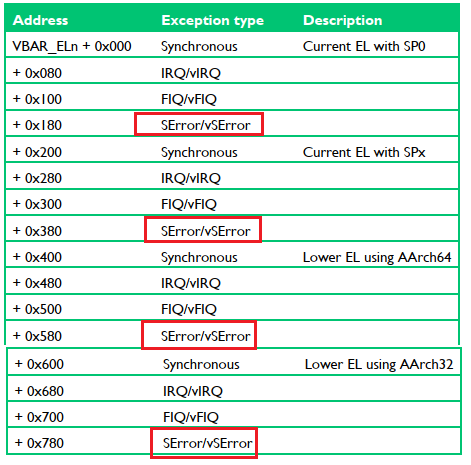 Address Exception type Description
VBAR_ELn + 0x000 Synchronous Current EL with SP0
+ 0x080 IRQ/vIRQ
+ 0x100 FIQ/vFIQ
+ 0x180 SError/vSError
+ 0x200 Synchronous Current EL with SPx
+ 0x280 IRQ/vIRQ
+ 0x300 FIQ/vFIQ
+ 0x380 SError/vSError
+ 0x400 Synchronous Lower EL using AArch64
+ 0x480 IRQ/vIRQ
+ 0x500 FIQ/vFIQ
+ 0x580 SError/vSError
+ 0x600 Synchronous Lower EL using AArch32
+ 0x680 IRQ/vIRQ
+ 0x700 FIQ/vFIQ
+ 0x780 SError/vSError